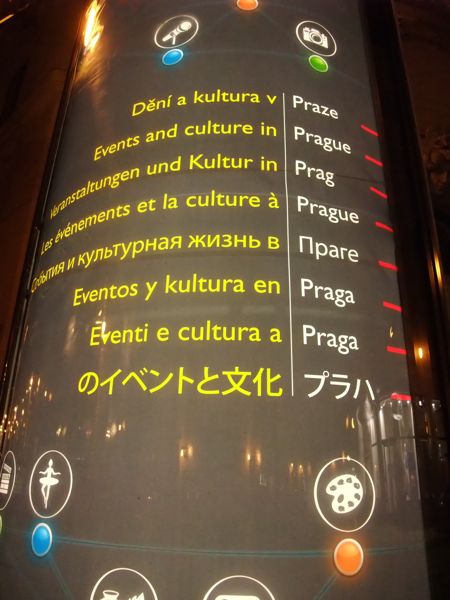 Dění a kultura v Praze
Events and culture in Prague
Veranstaltungen und Kultur in Prag
Les événements et la culture à Prague
События и культурная жизнь в Праге
Eventos y kultura en Praga
Eventi e cultura a Praga
のイベントと文化 プラハ